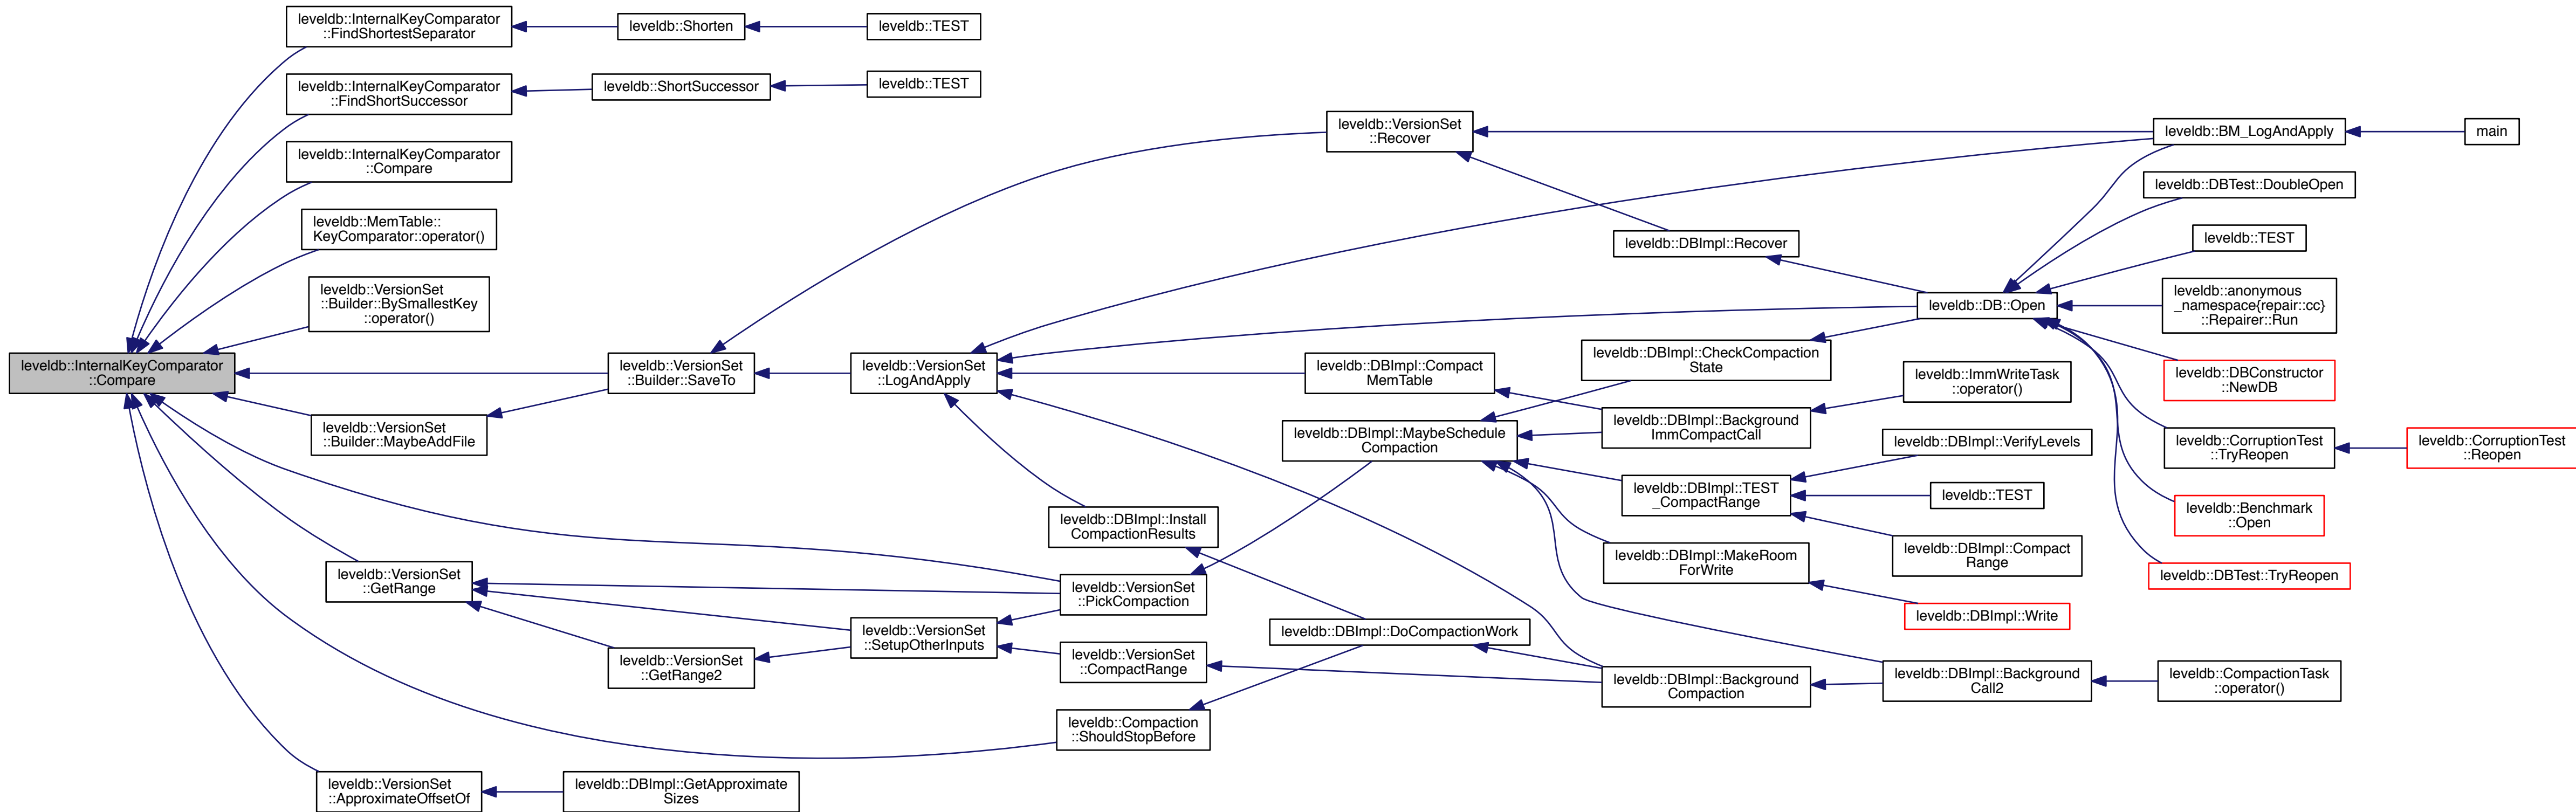 leveldb::InternalKeyComparator
::Compare
leveldb::InternalKeyComparator
::FindShortestSeparator
leveldb::Shorten
leveldb::TEST
leveldb::InternalKeyComparator
::FindShortSuccessor
leveldb::ShortSuccessor
leveldb::TEST
leveldb::InternalKeyComparator
::Compare
leveldb::MemTable::
KeyComparator::operator()
leveldb::VersionSet
::Builder::BySmallestKey
::operator()
leveldb::VersionSet
::Builder::SaveTo
leveldb::VersionSet
::Builder::MaybeAddFile
leveldb::VersionSet
::GetRange
leveldb::VersionSet
::GetRange2
leveldb::VersionSet
::ApproximateOffsetOf
leveldb::DBImpl::GetApproximate
Sizes
leveldb::VersionSet
::LogAndApply
leveldb::VersionSet
::SetupOtherInputs
leveldb::DBImpl::Install
CompactionResults
leveldb::VersionSet
::PickCompaction
leveldb::VersionSet
::CompactRange
leveldb::Compaction
::ShouldStopBefore
leveldb::VersionSet
::Recover
leveldb::DBImpl::Compact
MemTable
leveldb::DBImpl::MaybeSchedule
Compaction
leveldb::DBImpl::DoCompactionWork
leveldb::DBImpl::Recover
leveldb::DBImpl::CheckCompaction
State
leveldb::DBImpl::Background
ImmCompactCall
leveldb::DBImpl::TEST
_CompactRange
leveldb::DBImpl::MakeRoom
ForWrite
leveldb::DBImpl::Background
Compaction
leveldb::DB::Open
leveldb::ImmWriteTask
::operator()
leveldb::DBImpl::VerifyLevels
leveldb::TEST
leveldb::DBImpl::Compact
Range
leveldb::DBImpl::Write
leveldb::DBImpl::Background
Call2
leveldb::BM_LogAndApply
main
leveldb::DBTest::DoubleOpen
leveldb::TEST
leveldb::anonymous
_namespace{repair::cc}
::Repairer::Run
leveldb::DBConstructor
::NewDB
leveldb::CorruptionTest
::TryReopen
leveldb::CorruptionTest
::Reopen
leveldb::Benchmark
::Open
leveldb::DBTest::TryReopen
leveldb::CompactionTask
::operator()